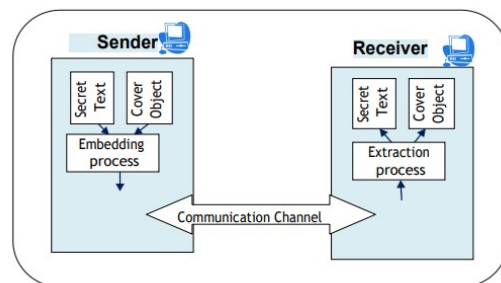 Sender
Receiver
Secret
Text
Cover
Object
Secret
Text
Cover
Object
Embedding
process
Extraction
process
Communication Channel